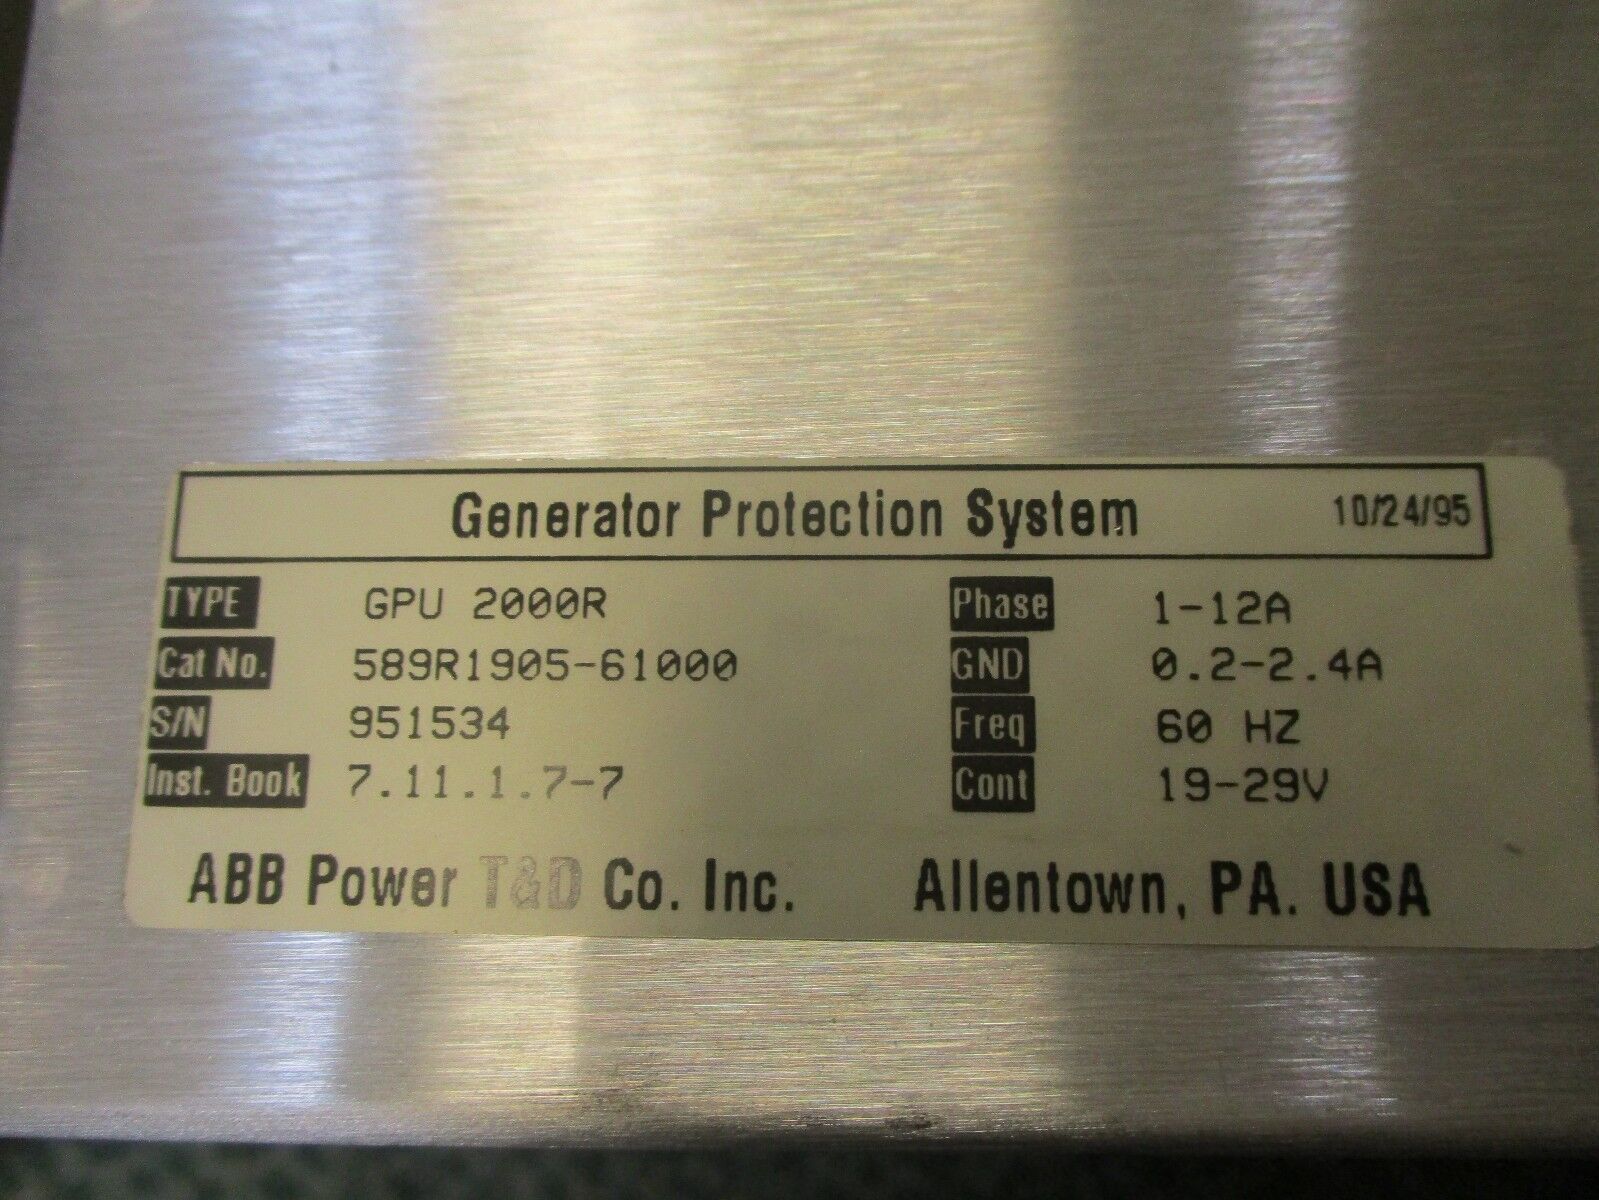 Generator Protection System 10/24/95
TYPE GPU 2000R Phase 1-12A
Cat No. 589R1905-61000 GND 0.2-2.4A
S/N 951534 Freq 60 HZ
Inst. Book 7.11.1.7-7 Cont 19-29V
ABB Power T&D Co. Inc. Allentown, PA. USA